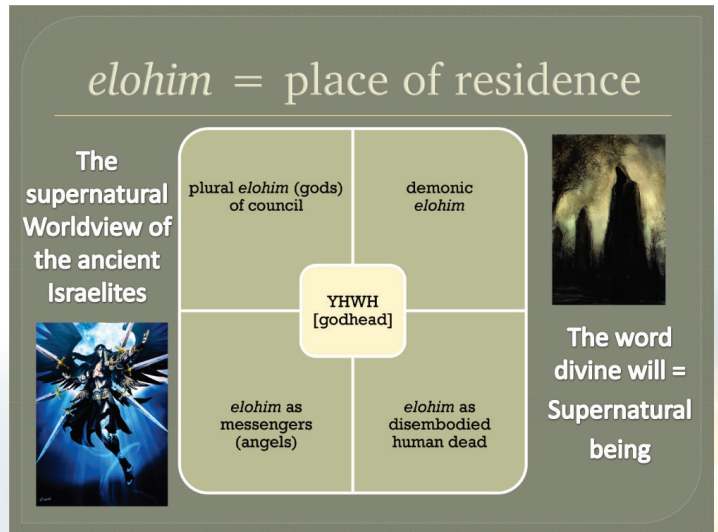 elohim = place of residence
The
supernatural
Worldview of
the ancient
Israelites
plural elohim (gods)
of council
demonic
elohim
YHWH
[godhead]
elohim as
messengers
(angels)
elohim as
disembodied
human dead
The word
divine will =
Supernatural
being